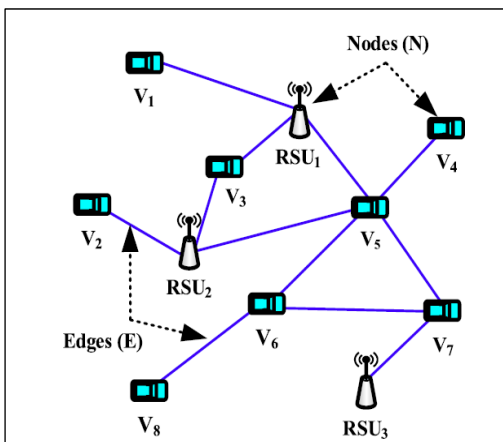 Nodes (N)
V1
RSU1
V4
V3
V2
V5
RSU2
V6
V7
Edges (E)
V8
RSU3